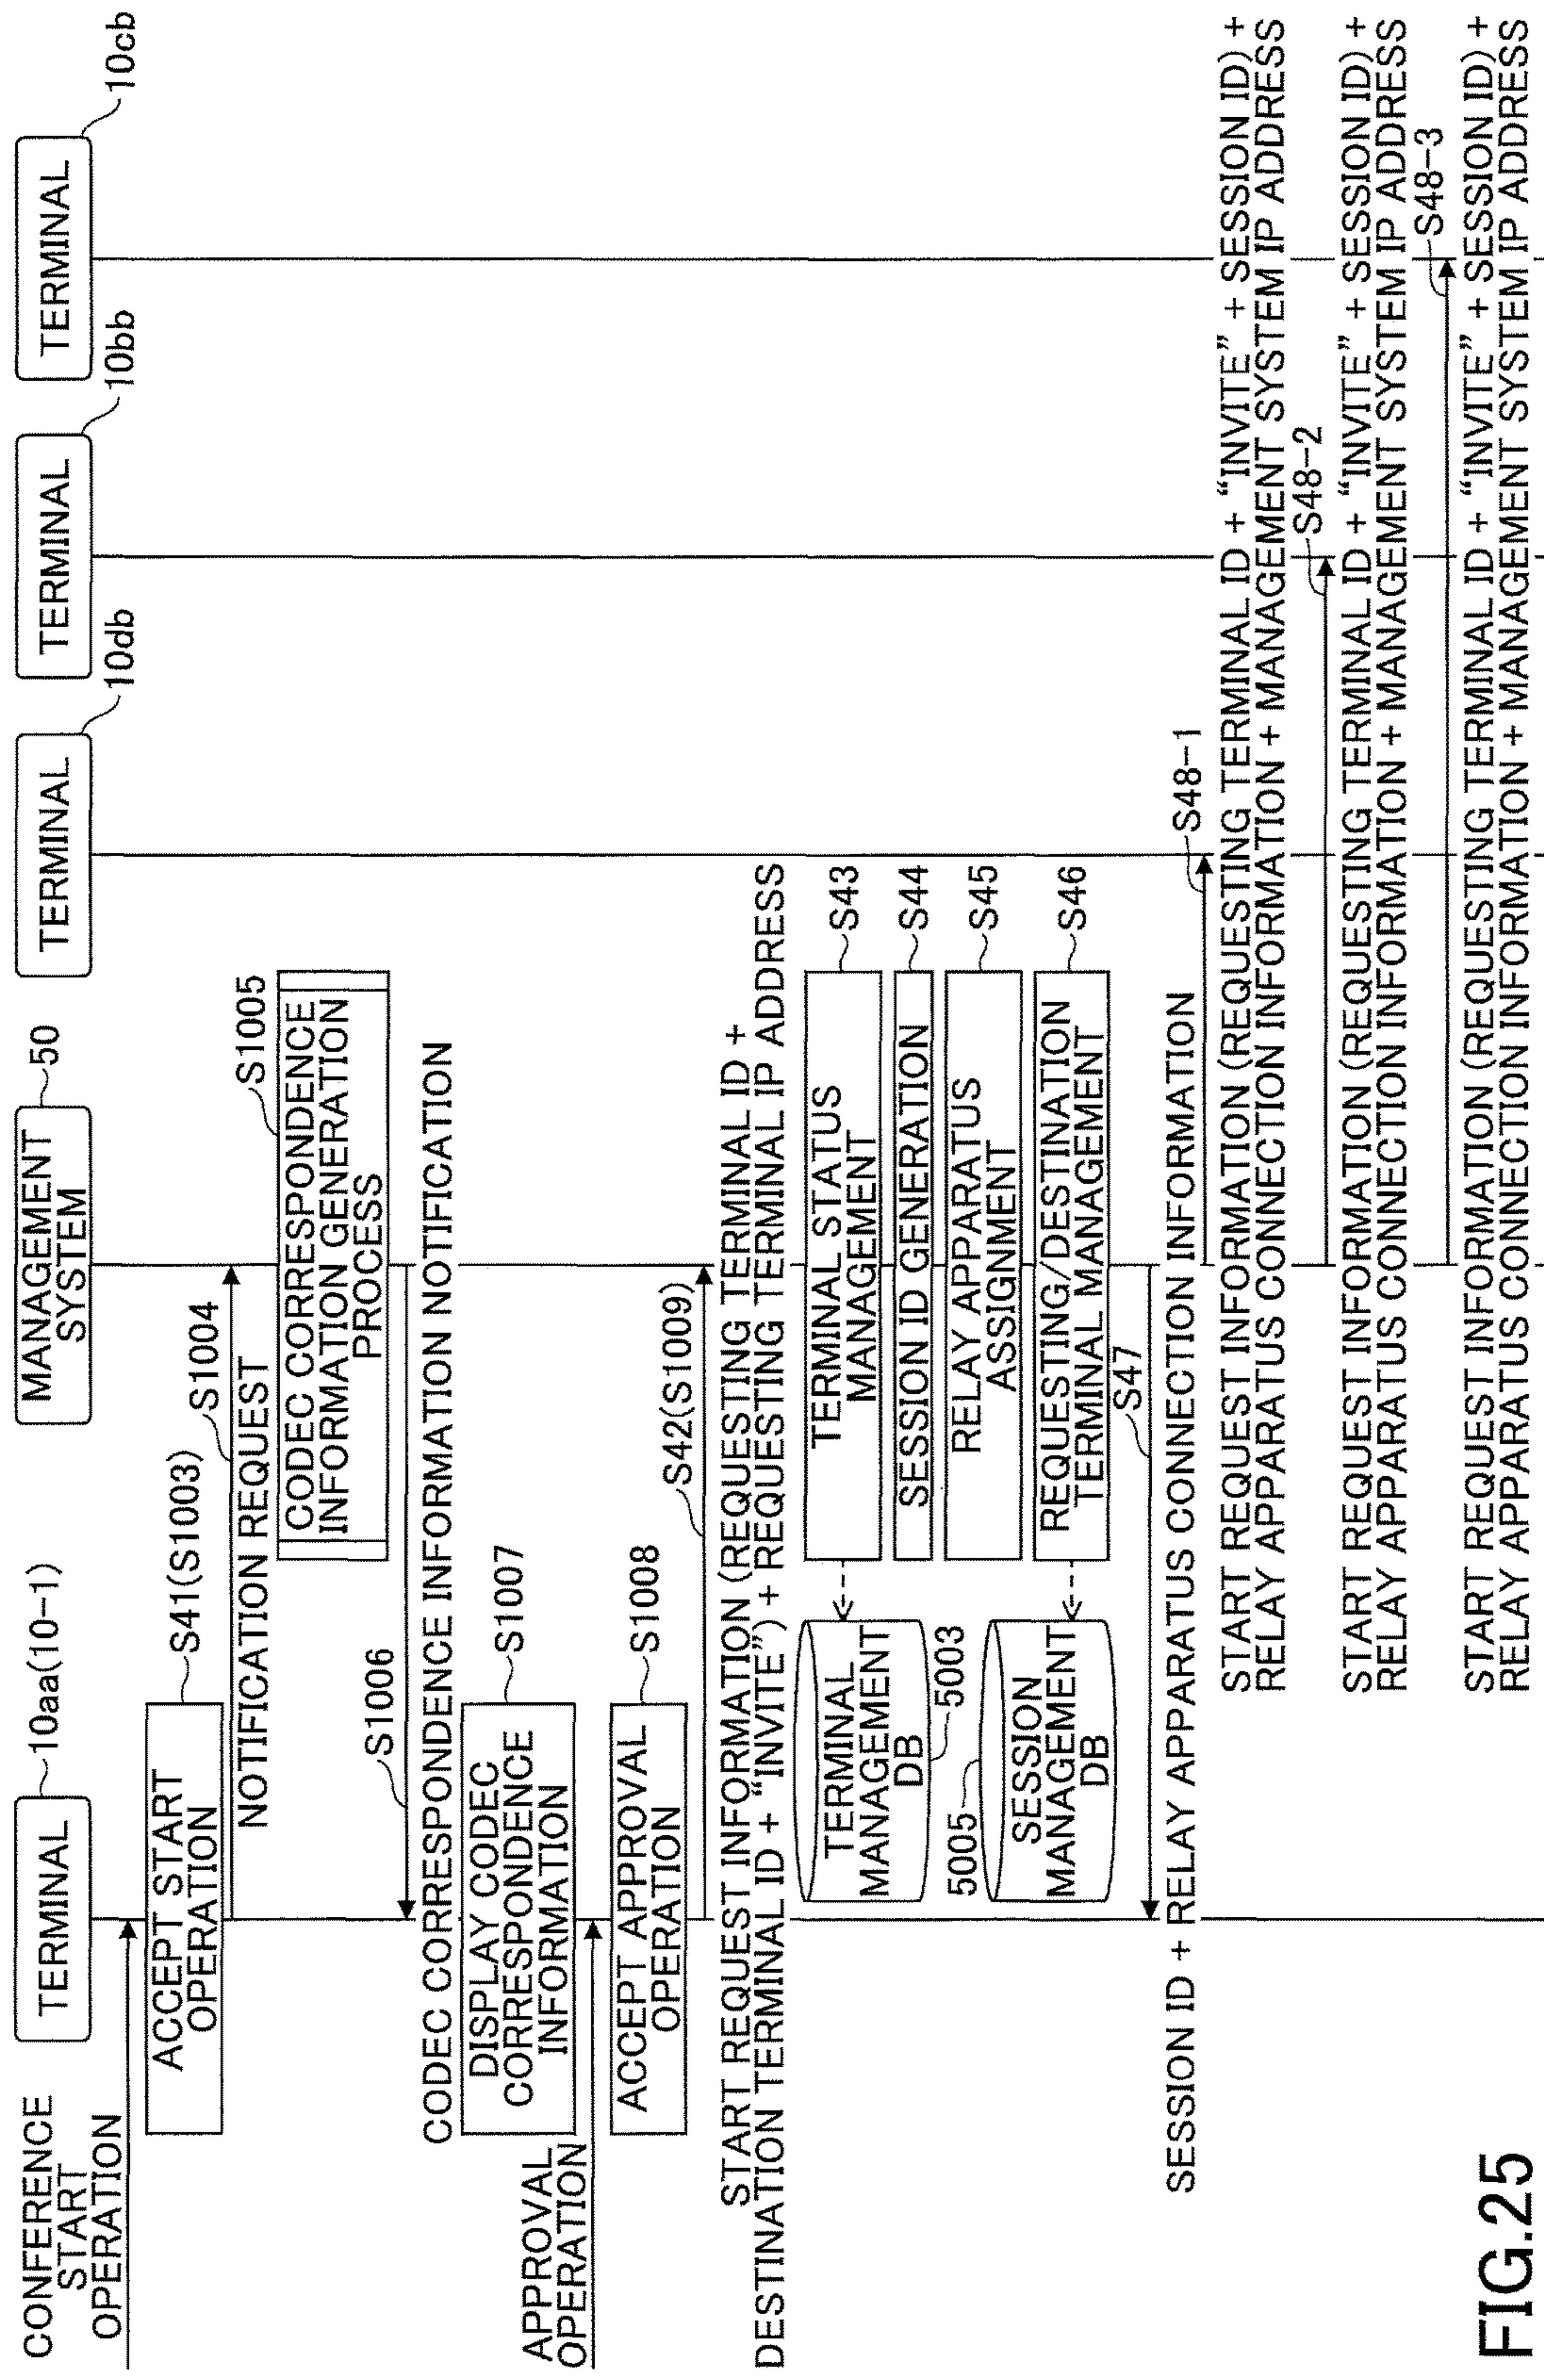 TERMINAL
10aa(10-1)
MANAGEMENT
SYSTEM
50
TERMINAL
10db
TERMINAL
10bb
TERMINAL
10cb
CONFERENCE
START
OPERATION
ACCEPT START
OPERATION
S41(S1003)
S1004
NOTIFICATION REQUEST
S1005
CODEC CORRESPONDENCE
INFORMATION GENERATION
PROCESS
S1006
CODEC CORRESPONDENCE INFORMATION NOTIFICATION
DISPLAY CODEC
CORRESPONDENCE
INFORMATION
S1007
APPROVAL
OPERATION
ACCEPT APPROVAL
OPERATION
S1008
S42(S1009)
START REQUEST INFORMATION (REQUESTING TERMINAL ID +
DESTINATION TERMINAL ID + “INVITE”) + REQUESTING TERMINAL IP ADDRESS
TERMINAL
MANAGEMENT
DB
5003
TERMINAL STATUS
MANAGEMENT
S43
SESSION ID GENERATION
S44
RELAY APPARATUS
ASSIGNMENT
S45
5005
SESSION
MANAGEMENT
DB
REQUESTING/DESTINATION
TERMINAL MANAGEMENT
S46
S47
SESSION ID + RELAY APPARATUS CONNECTION INFORMATION
S48-1
START REQUEST INFORMATION (REQUESTING TERMINAL ID + “INVITE” + SESSION ID) +
RELAY APPARATUS CONNECTION INFORMATION + MANAGEMENT SYSTEM IP ADDRESS
S48-2
START REQUEST INFORMATION (REQUESTING TERMINAL ID + “INVITE” + SESSION ID) +
RELAY APPARATUS CONNECTION INFORMATION + MANAGEMENT SYSTEM IP ADDRESS
S48-3
START REQUEST INFORMATION (REQUESTING TERMINAL ID + “INVITE” + SESSION ID) +
RELAY APPARATUS CONNECTION INFORMATION + MANAGEMENT SYSTEM IP ADDRESS
FIG.25